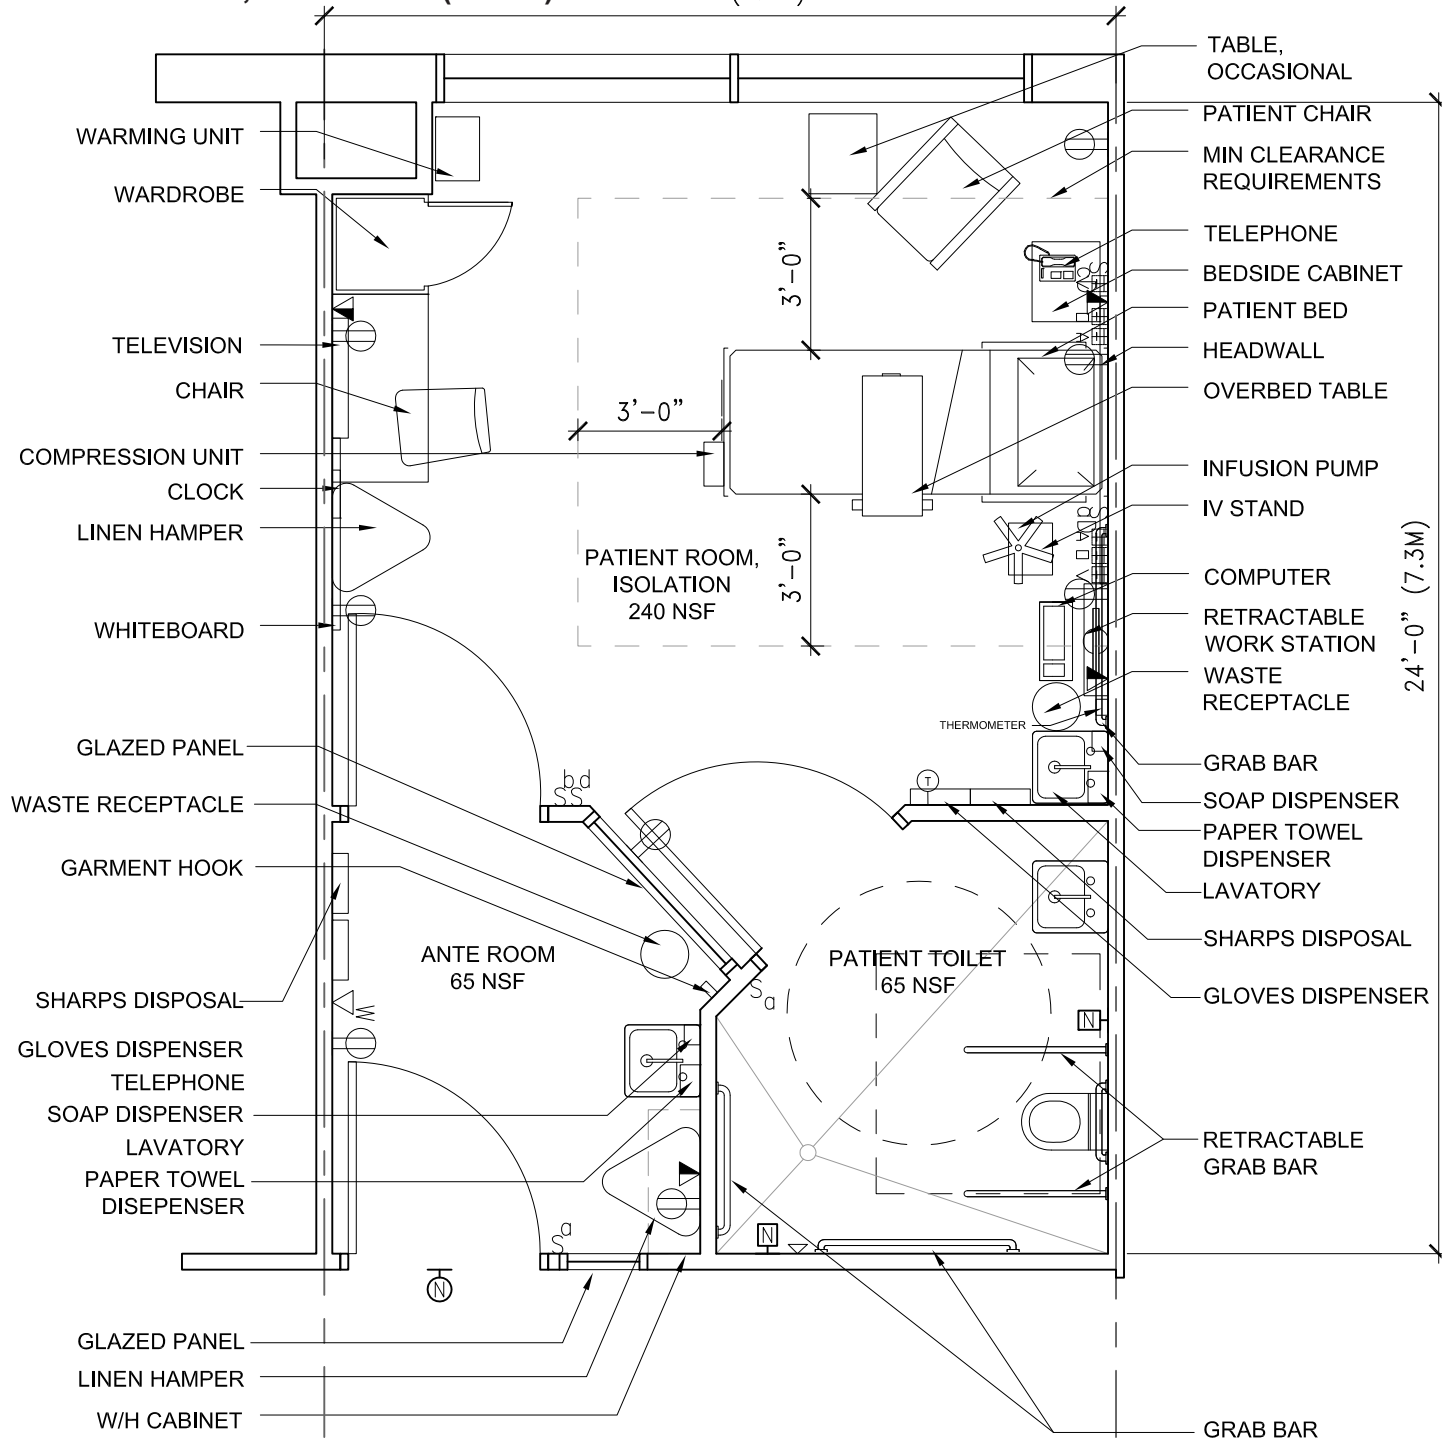 TABLE,
OCCASIONAL
PATIENT CHAIR
MIN CLEARANCE
REQUIREMENTS
TELEPHONE
BEDSIDE CABINET
PATIENT BED
HEADWALL
OVERBED TABLE
INFUSION PUMP
IV STAND
COMPUTER
RETRACTABLE
WORK STATION
WASTE
RECEPTACLE
GRAB BAR
SOAP DISPENSER
PAPER TOWEL
DISPENSER
LAVATORY
SHARPS DISPOSAL
GLOVES DISPENSER
RETRACTABLE
GRAB BAR
GRAB BAR
24'-0" (7.3M)
WARMING UNIT
WARDROBE
TELEVISION
CHAIR
COMPRESSION UNIT
CLOCK
LINEN HAMPER
WHITEBOARD
GLAZED PANEL
WASTE RECEPTACLE
GARMENT HOOK
SHARPS DISPOSAL
GLOVES DISPENSER
TELEPHONE
SOAP DISPENSER
LAVATORY
PAPER TOWEL
DISEPENSER
GLAZED PANEL
LINEN HAMPER
W/H CABINET
3'-0"
3'-0"
3'-0"
PATIENT ROOM,
ISOLATION
240 NSF
THERMOMETER
T
bd
SS
ANTE ROOM
65 NSF
PATIENT TOILET
65 NSF
Sa
W
N
N
Sa
N